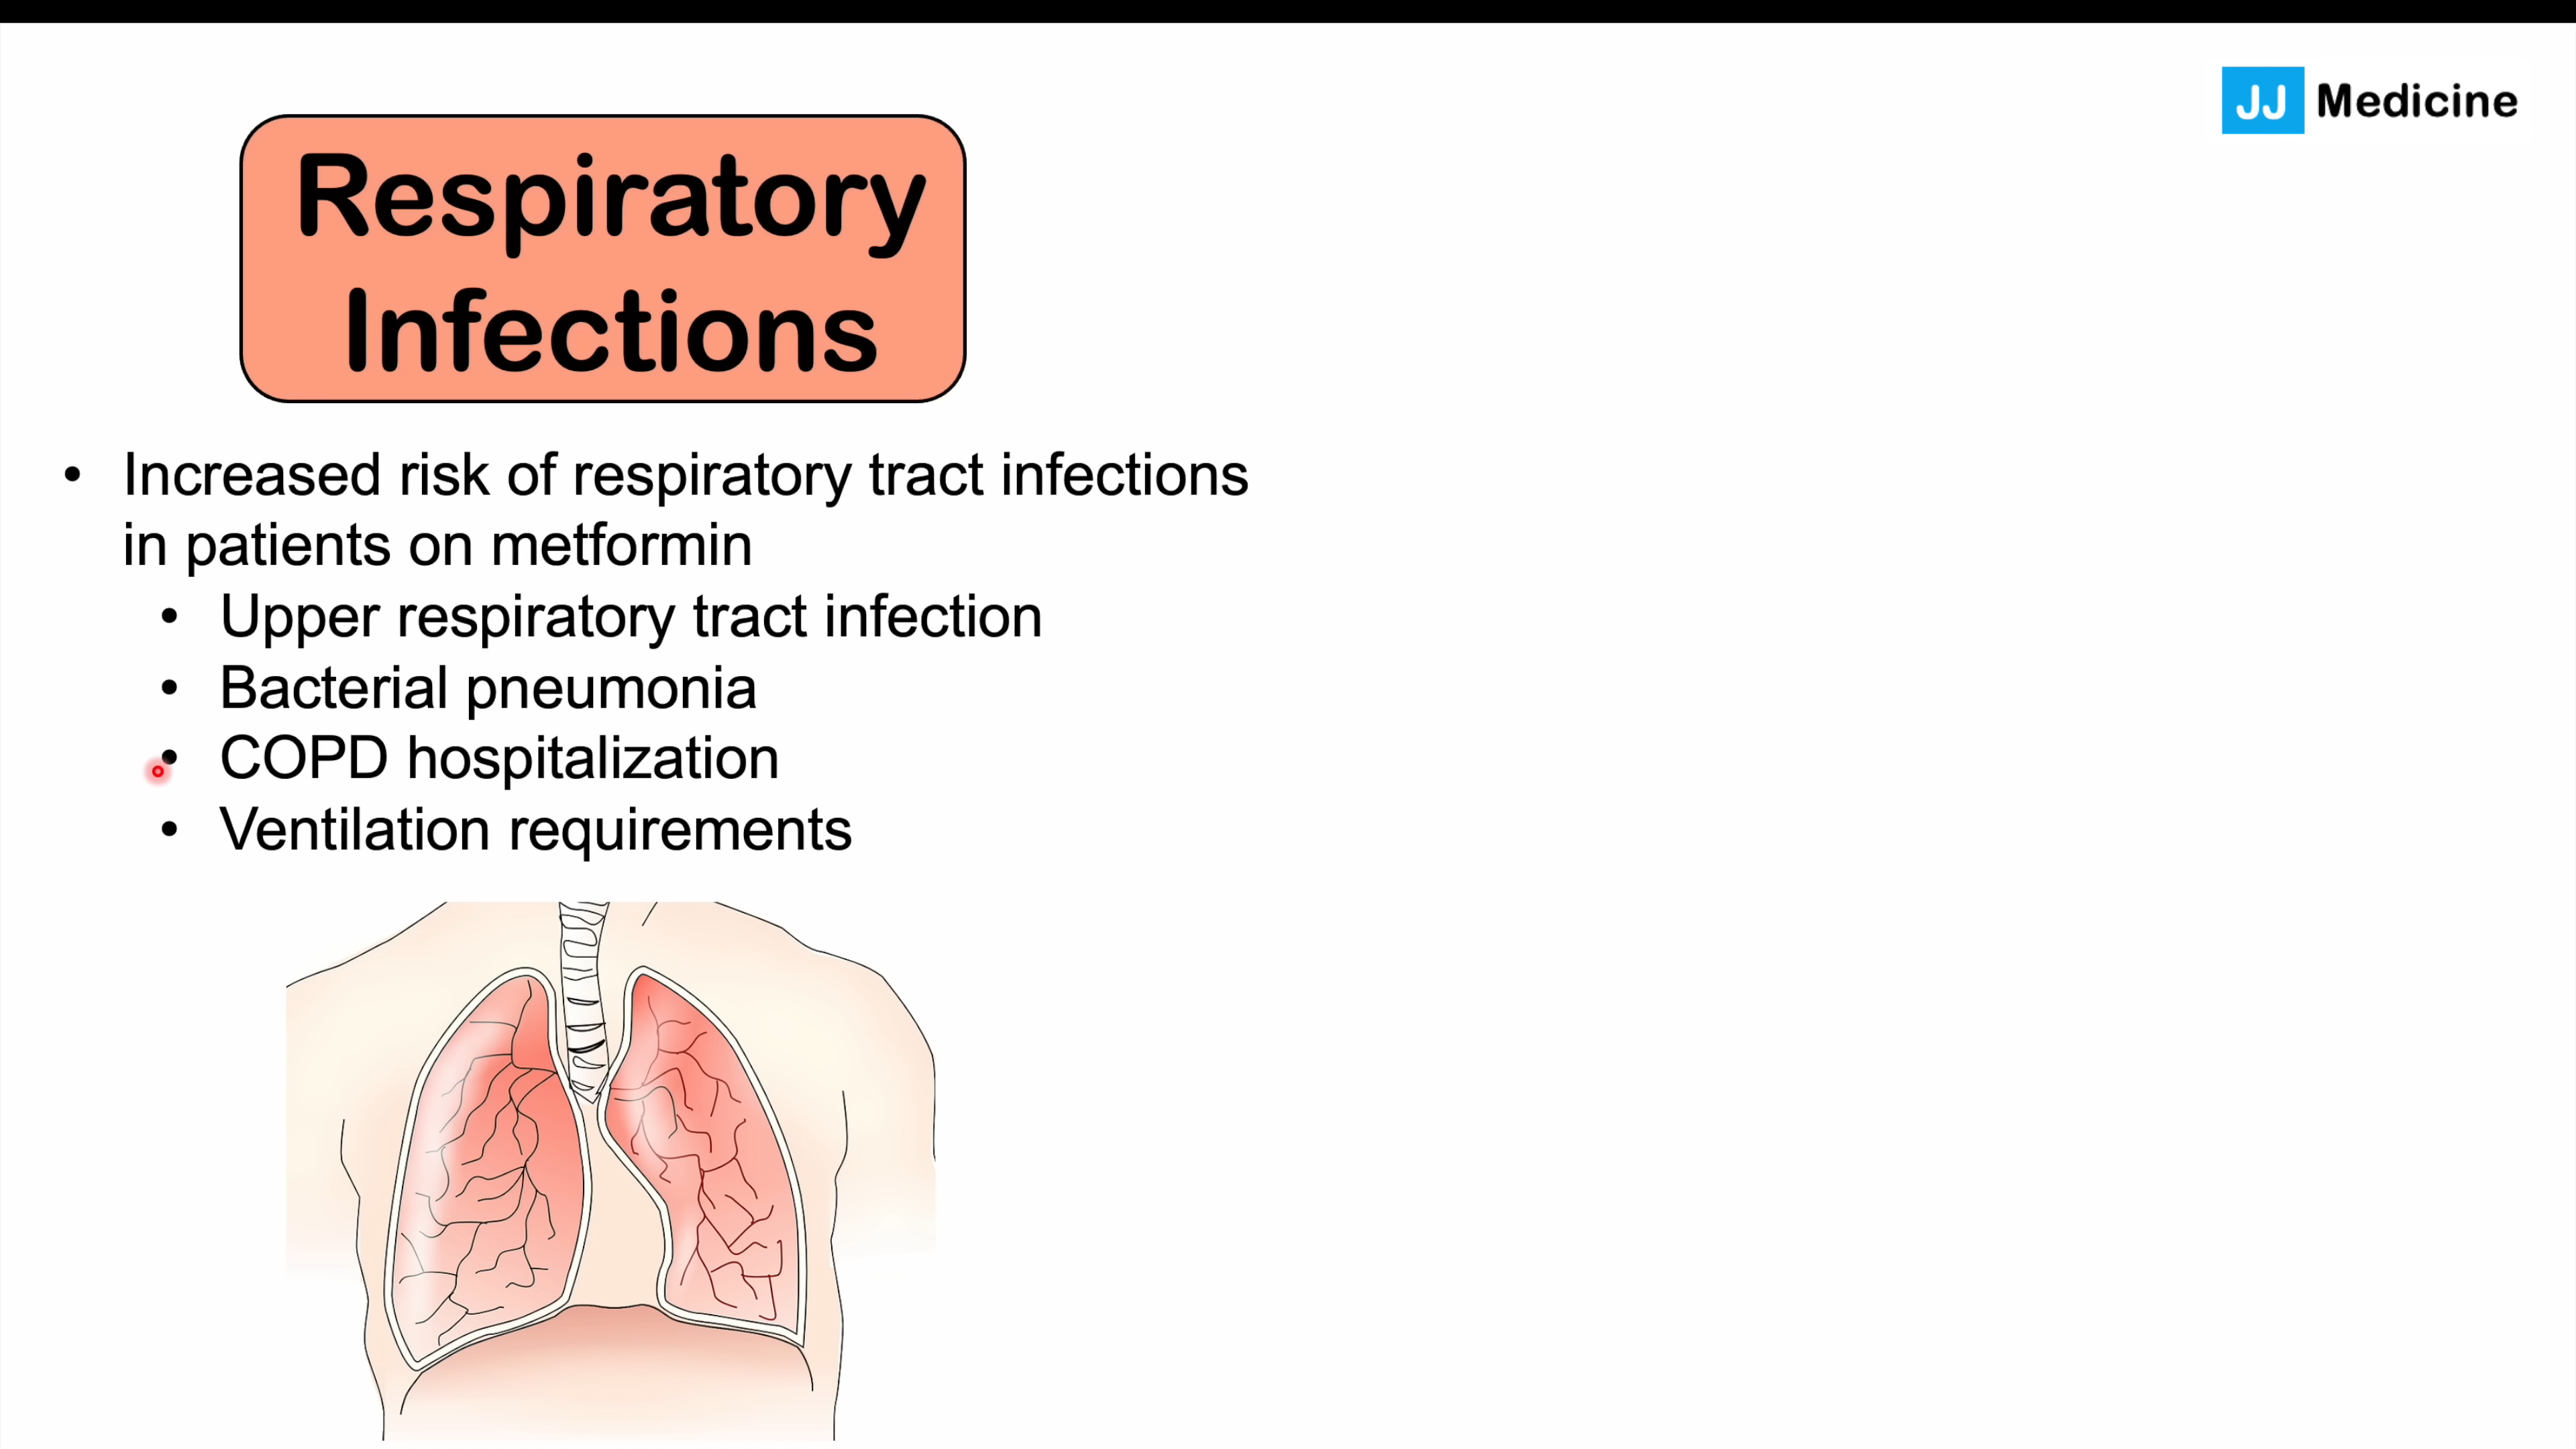 JJ Medicine
Respiratory
Infections
• Increased risk of respiratory tract infections
in patients on metformin
• Upper respiratory tract infection
• Bacterial pneumonia
• COPD hospitalization
• Ventilation requirements